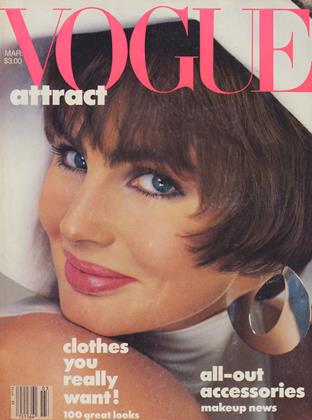 VOGUE
MAR.
$3.00
attract
clothes
you
really
want!
100 great looks
all-out
accessories
makeup news